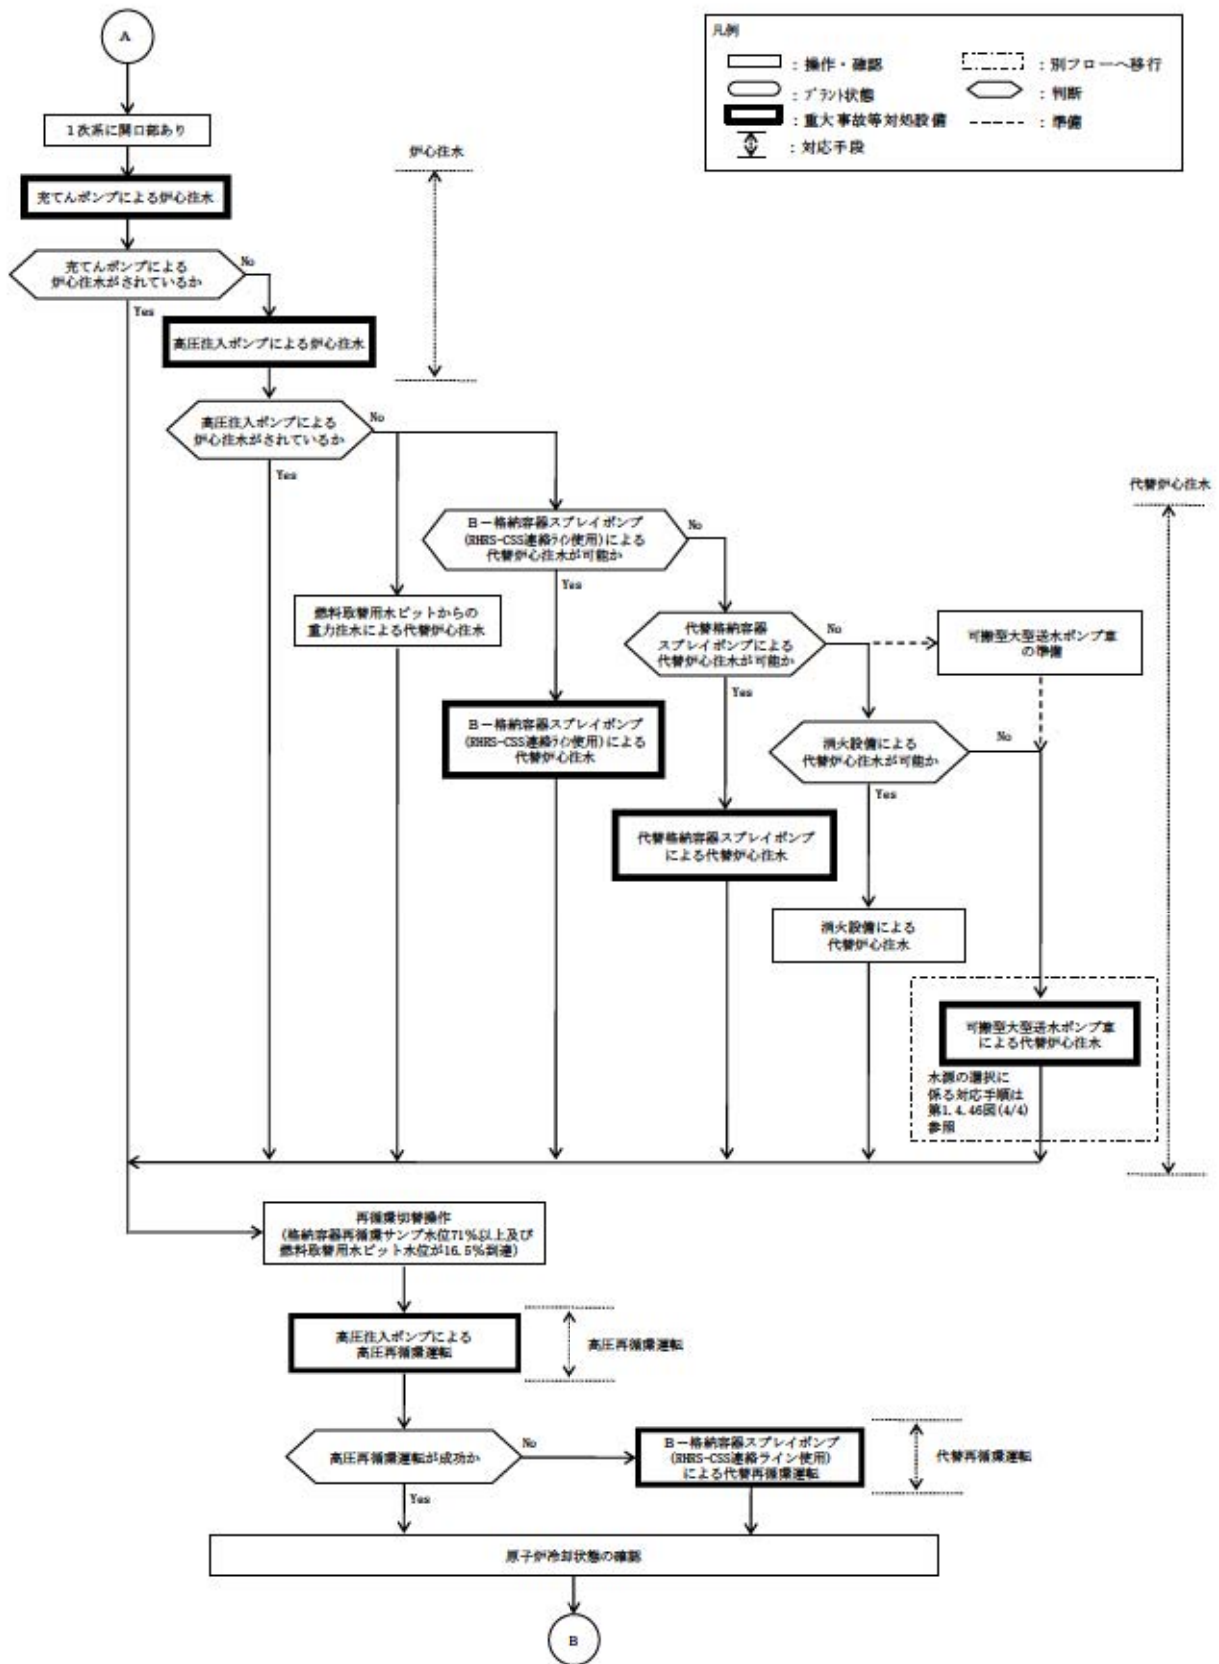 A
凡例
:操作・確認
:別フローへ移行
:プラント状態
:判断
:重大事故等対処設備
:準備
:対応手段
1次系に開口部あり
炉心注水
充てんポンプによる炉心注水
充てんポンプによる
炉心注水がされているか
No
Yes
高圧注入ポンプによる炉心注水
高圧注入ポンプによる
炉心注水がされているか
No
Yes
代替炉心注水
B-格納容器スプレイポンプ
(RHRS-CSS連絡ライン使用)による
代替炉心注水が可能か
No
Yes
燃料取替用水ピットからの
重力注水による代替炉心注水
代替格納容器
スプレイポンプによる
代替炉心注水が可能か
No
Yes
可搬型大型送水ポンプ車
の準備
B-格納容器スプレイポンプ
(RHRS-CSS連絡ライン使用)による
代替炉心注水
消火設備による
代替炉心注水が可能か
No
Yes
代替格納容器スプレイポンプ
による代替炉心注水
消火設備による
代替炉心注水
可搬型大型送水ポンプ車
による代替炉心注水
水源の選択に
係る対応手順は
第1.4.46図(4/4)
参照
再循環切替操作
(格納容器再循環サンプ水位71%以上及び
燃料取替用水ピット水位が16.5%到達)
高圧注入ポンプによる
高圧再循環運転
高圧再循環運転
高圧再循環運転が成功か
No
Yes
B-格納容器スプレイポンプ
(RHRS-CSS連絡ライン使用)
による代替再循環運転
代替再循環運転
原子炉冷却状態の確認
B